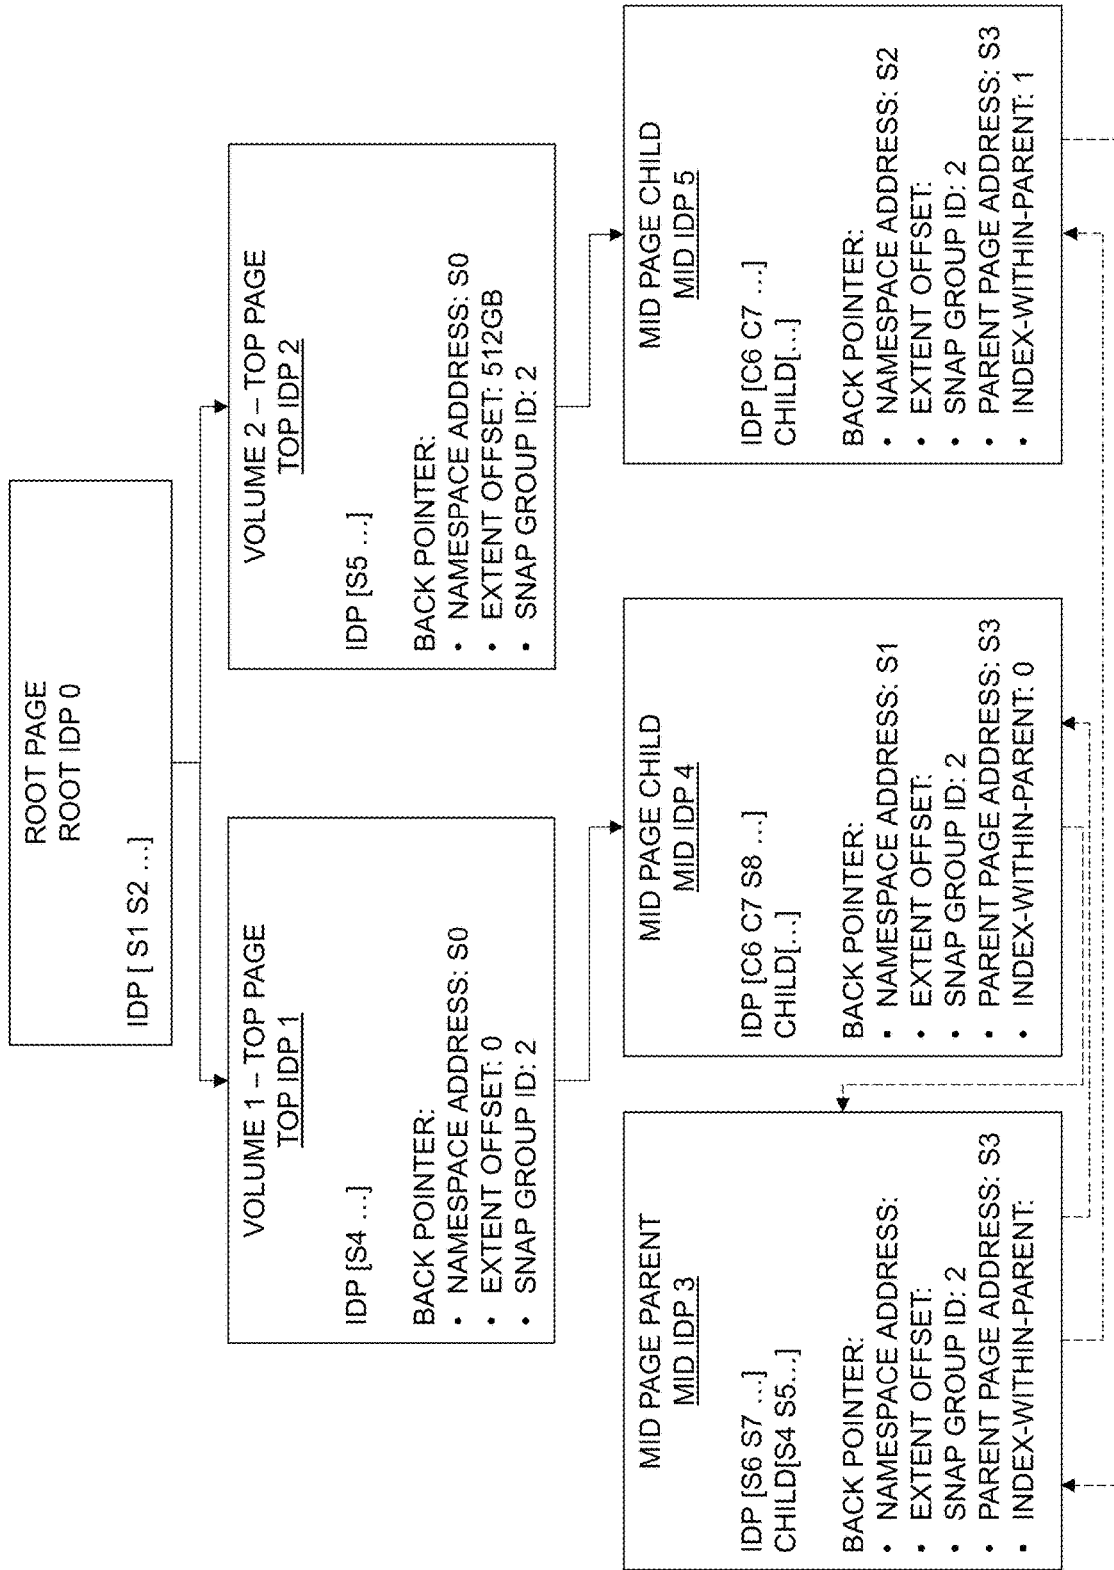 ROOT PAGE
ROOT IDP 0
IDP [ S1 S2 ...]
VOLUME 1 – TOP PAGE
TOP IDP 1
IDP [S4 ...]
BACK POINTER:
• NAMESPACE ADDRESS: S0
• EXTENT OFFSET: 0
• SNAP GROUP ID: 2
VOLUME 2 – TOP PAGE
TOP IDP 2
IDP [S5 ...]
BACK POINTER:
• NAMESPACE ADDRESS: S0
• EXTENT OFFSET: 512GB
• SNAP GROUP ID: 2
MID PAGE PARENT
MID IDP 3
IDP [S6 S7 ...]
CHILD[S4 S5...]
BACK POINTER:
• NAMESPACE ADDRESS:
• EXTENT OFFSET:
• SNAP GROUP ID: 2
• PARENT PAGE ADDRESS: S3
• INDEX-WITHIN-PARENT:
MID PAGE CHILD
MID IDP 4
IDP [C6 C7 S8 ...]
CHILD[...]
BACK POINTER:
• NAMESPACE ADDRESS: S1
• EXTENT OFFSET:
• SNAP GROUP ID: 2
• PARENT PAGE ADDRESS: S3
• INDEX-WITHIN-PARENT: 0
MID PAGE CHILD
MID IDP 5
IDP [C6 C7 ...]
CHILD[...]
BACK POINTER:
• NAMESPACE ADDRESS: S2
• EXTENT OFFSET:
• SNAP GROUP ID: 2
• PARENT PAGE ADDRESS: S3
• INDEX-WITHIN-PARENT: 1